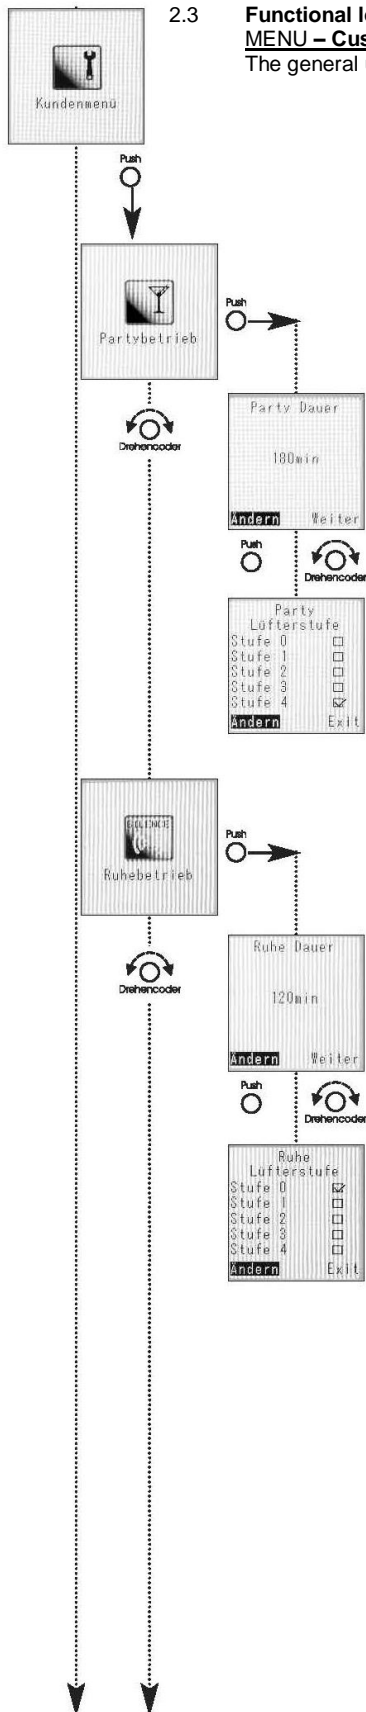 2.3 Functional l
MENU – Cus
The general
Kundenmenü
Push
Partybetrieb
Push
Drehencoder
Party Dauer
180min
Ändern Weiter
Push
Drehencoder
Party
Lüfterstufe
Stufe 0
Stufe 1
Stufe 2
Stufe 3
Stufe 4
Ändern Exit
SILENCE
Ruhebetrieb
Push
Drehencoder
Ruhe Dauer
120min
Ändern Weiter
Push
Drehencoder
Ruhe
Lüfterstufe
Stufe 0
Stufe 1
Stufe 2
Stufe 3
Stufe 4
Ändern Exit